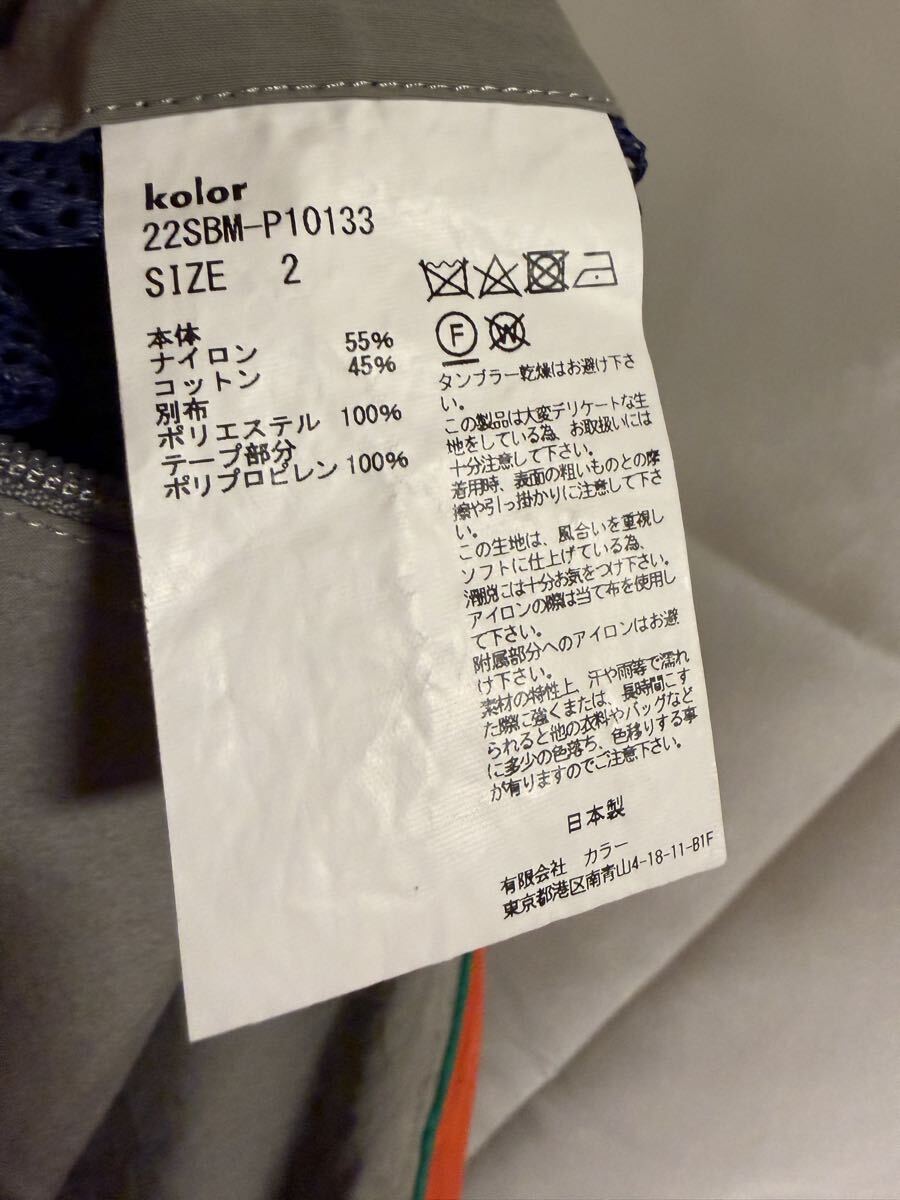 kolor
22SBM-P10133
SIZE 2
本体
ナイロン 55%
コットン 45%
別布
ポリエステル 100%
テープ部分
ポリプロピレン 100%
F
W
タンブラー乾燥はお避け下さ
い。
この製品は大変デリケートな生
地をしている為、お取扱いには
十分注意して下さい。
着用時、表面の粗いものとの摩
擦や引っ掛かりに注意して下さ
い。
この生地は、風合いを重視し
ソフトに仕上げている為、
滑脱には十分お気をつけ下さい。
アイロンの際は当て布を使用し
て下さい。
附属部分へのアイロンはお避
け下さい。
素材の特性上、汗や雨等で濡れ
た際に強くまたは、長時間こす
られると他の衣料やバッグなど
に多少の色落ち、色移りする事
が有りますのでご注意下さい。
日本製
有限会社 カラー
東京都港区南青山4-18-11-B1F